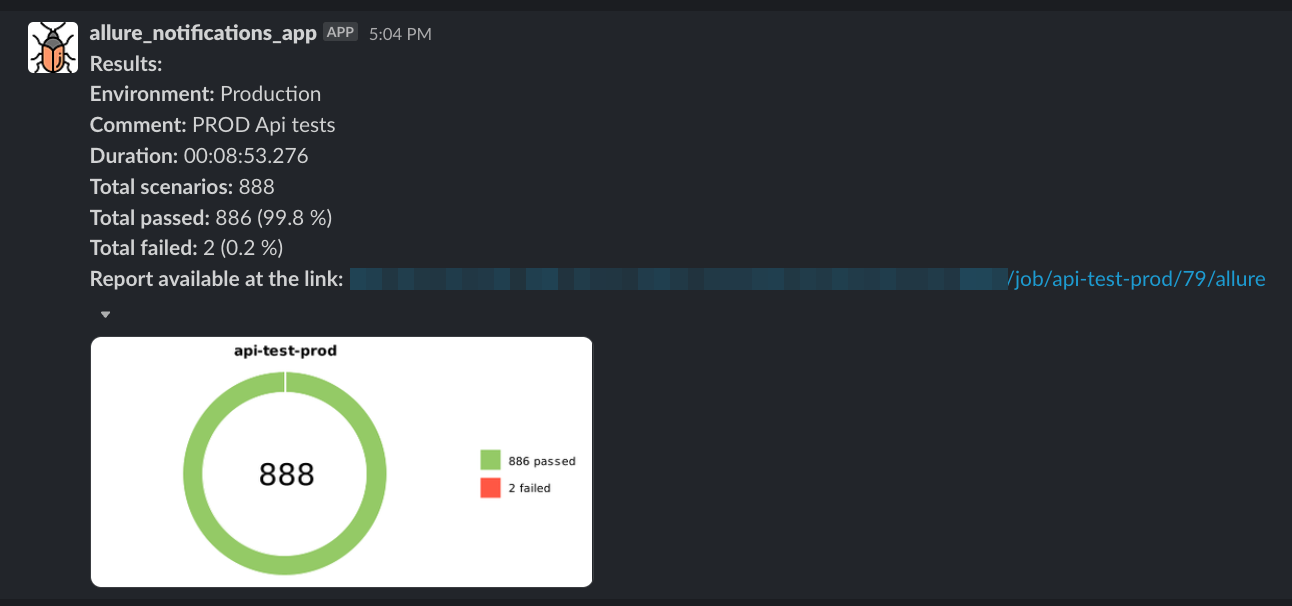 allure_notifications_app APP 5:04 PM
Results:
Environment: Production
Comment: PROD Api tests
Duration: 00:08:53.276
Total scenarios: 888
Total passed: 886 (99.8 %)
Total failed: 2 (0.2 %)
Report available at the link: /job/api-test-prod/79/allure
api-test-prod
888
886 passed
2 failed